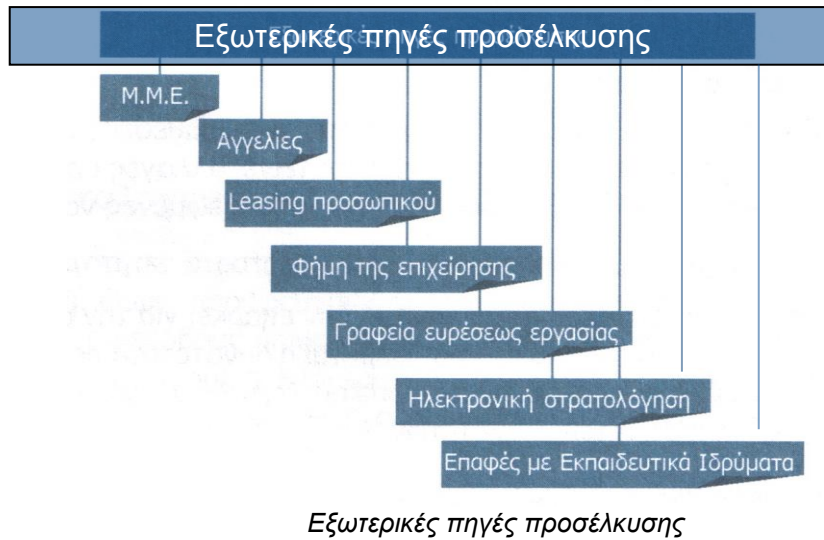 Εξωτερικές πηγές προσέλκυσης
Μ.Μ.Ε.
Αγγελίες
Leasing προσωπικού
Φήμη της επιχείρησης
Γραφεία ευρέσεως εργασίας
Ηλεκτρονική στρατολόγηση
Επαφές με Εκπαιδευτικά Ιδρύματα
Εξωτερικές πηγές προσέλκυσης